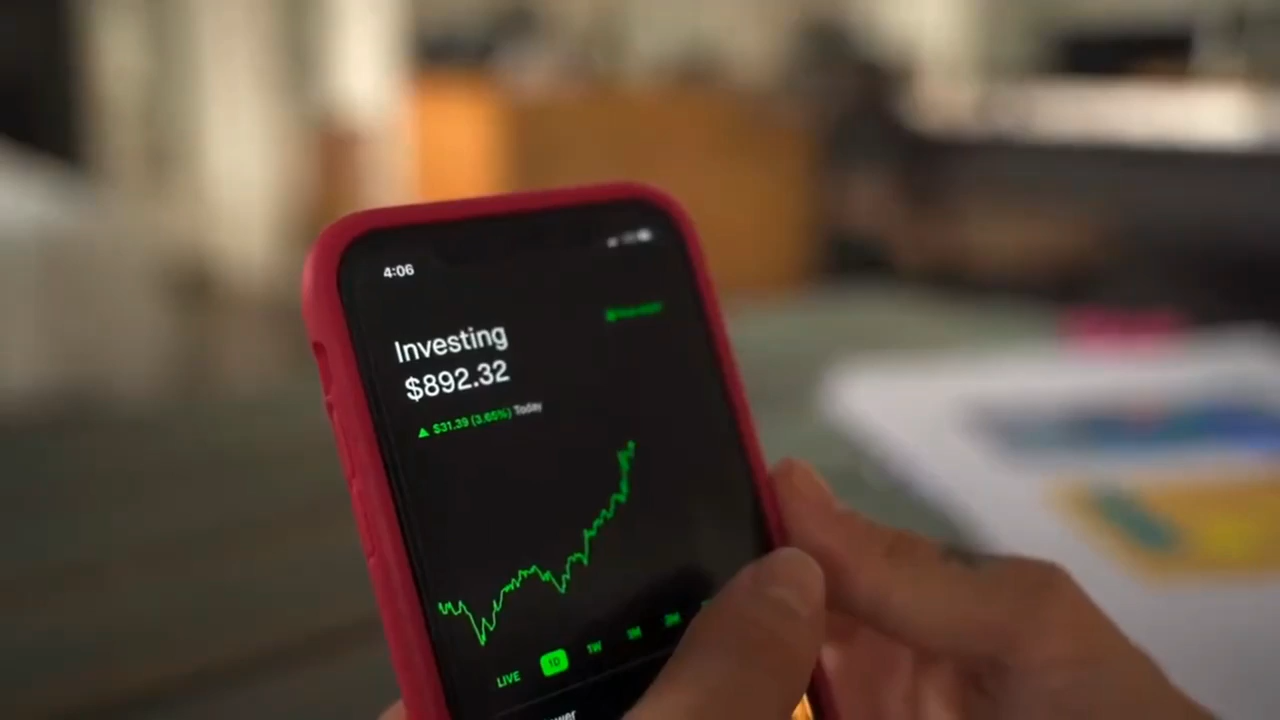 4:06
Investing
$892.32
▲ $31.39 (3.65%) Today
LIVE 1D 1W 1M 3M